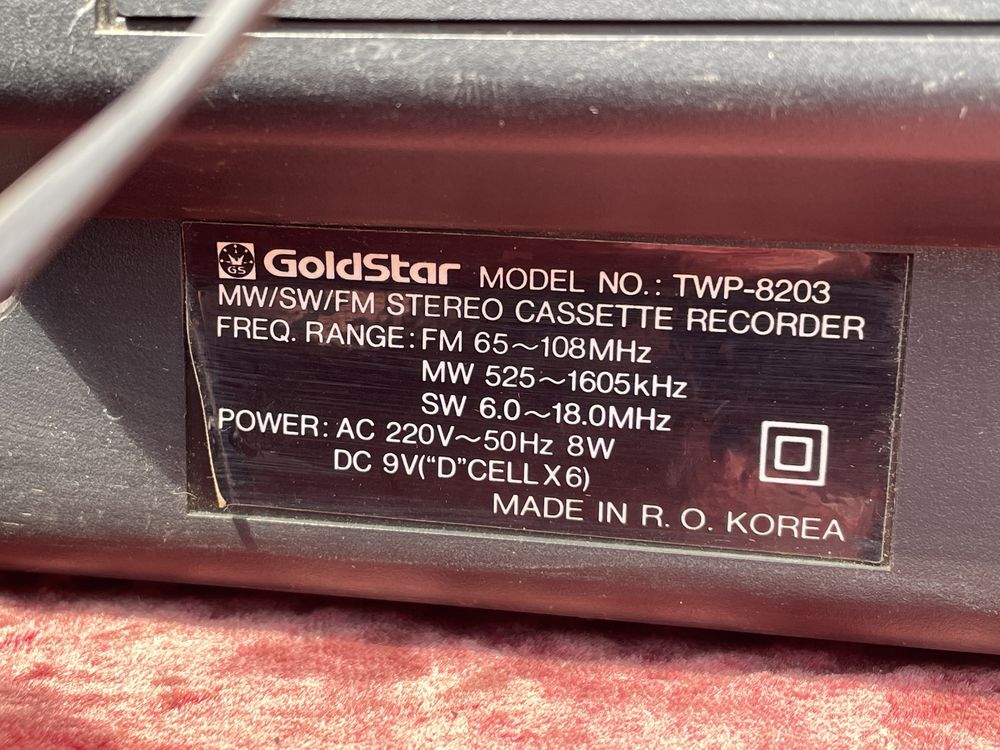 GS GoldStar MODEL NO.: TWP-8203
MW/SW/FM STEREO CASSETTE RECORDER
FREQ. RANGE: FM 65~108MHz
MW 525~1605kHz
SW 6.0~18.0MHz
POWER: AC 220V~50Hz 8W
DC 9V("D"CELL X 6)
MADE IN R. O. KOREA